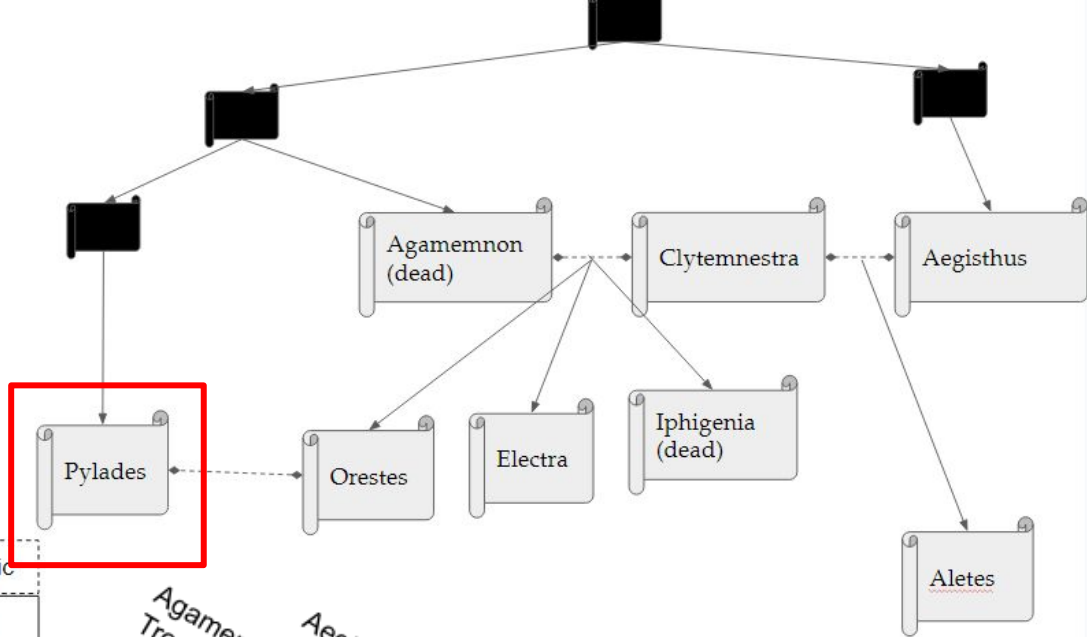 Agamemnon
(dead)
Clytemnestra
Aegisthus
Pylades
Orestes
Electra
Iphigenia
(dead)
Aletes